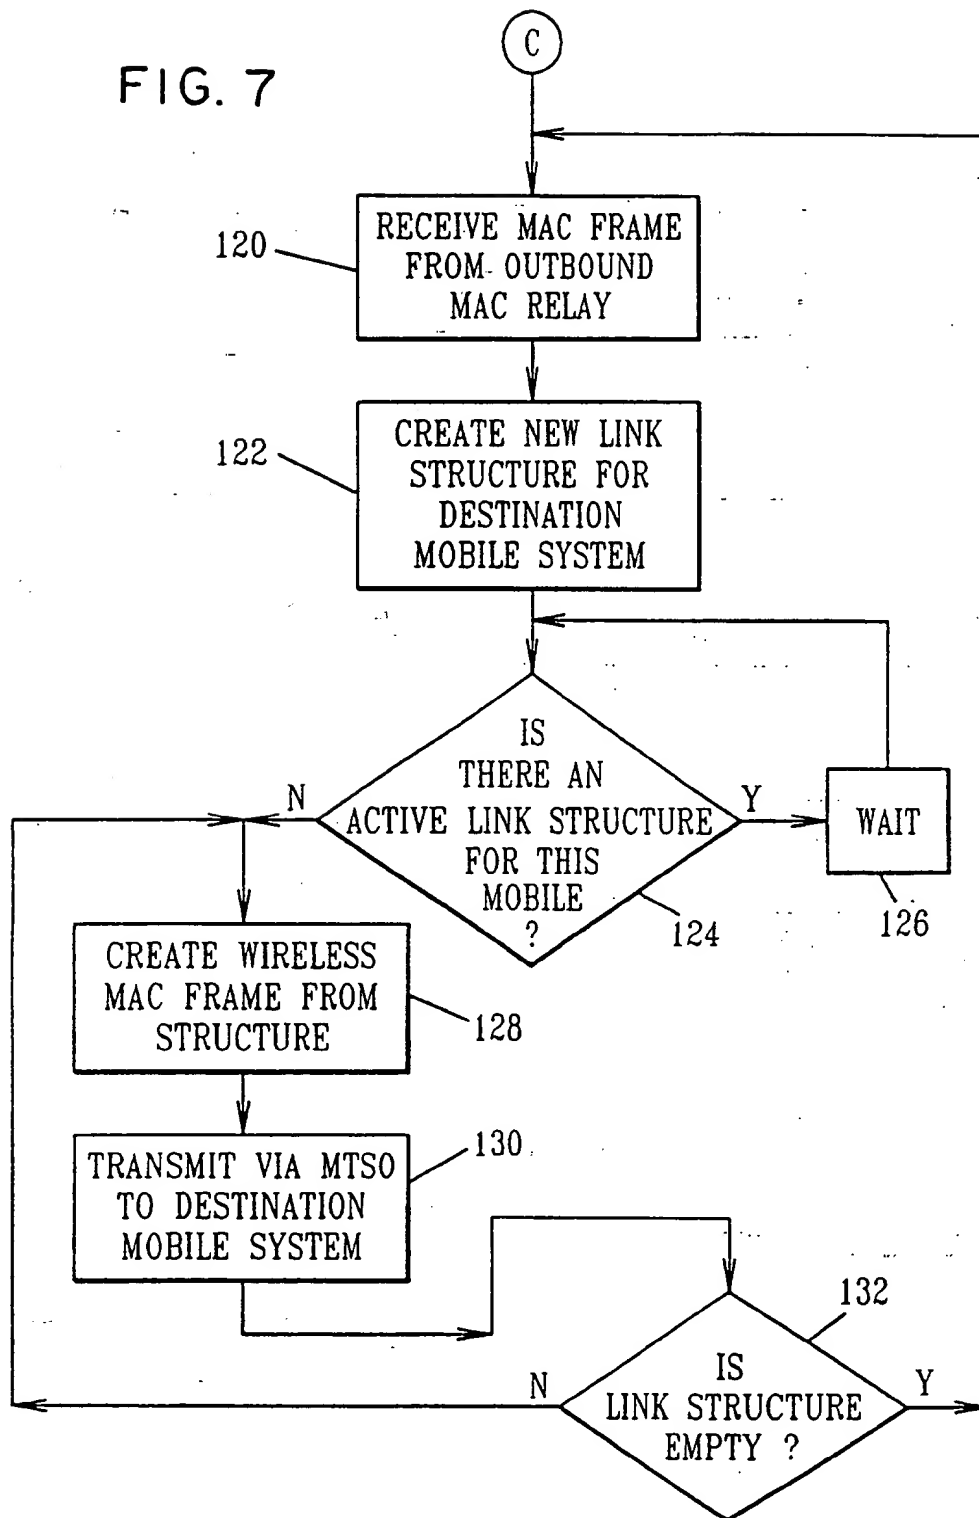 C
FIG. 7
120
RECEIVE MAC FRAME
FROM OUTBOUND
MAC RELAY
122
CREATE NEW LINK
STRUCTURE FOR
DESTINATION
MOBILE SYSTEM
IS
THERE AN
ACTIVE LINK STRUCTURE
FOR THIS
MOBILE
?
N
Y
WAIT
124
126
CREATE WIRELESS
MAC FRAME FROM
STRUCTURE
128
TRANSMIT VIA MTSO
TO DESTINATION
MOBILE SYSTEM
130
132
IS
LINK STRUCTURE
EMPTY ?
N
Y